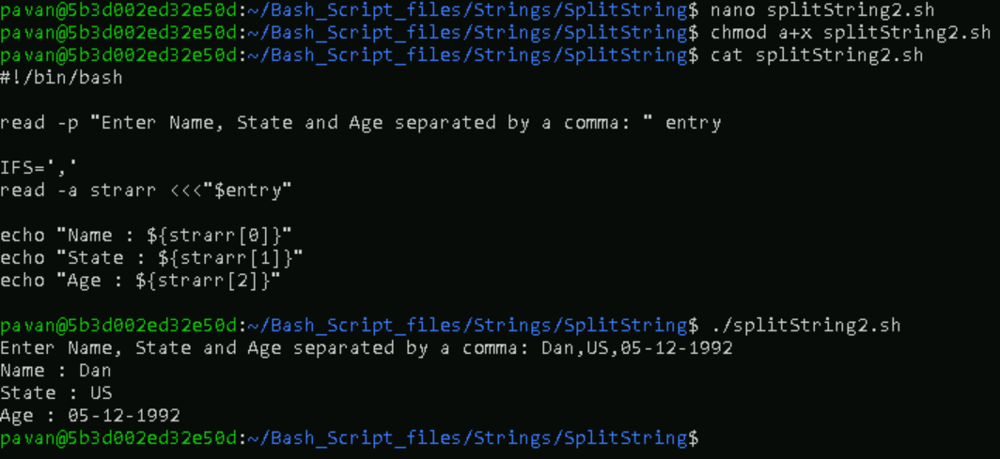 pavan@5b3d002ed32e50d:~/Bash_Script_files/Strings/SplitString$ nano splitString2.sh
pavan@5b3d002ed32e50d:~/Bash_Script_files/Strings/SplitString$ chmod a+x splitString2.sh
pavan@5b3d002ed32e50d:~/Bash_Script_files/Strings/SplitString$ cat splitString2.sh
#!/bin/bash
read -p "Enter Name, State and Age separated by a comma: " entry
IFS=','
read -a strarr <<<"$entry"
echo "Name : ${strarr[0]}"
echo "State : ${strarr[1]}"
echo "Age : ${strarr[2]}"
pavan@5b3d002ed32e50d:~/Bash_Script_files/Strings/SplitString$ ./splitString2.sh
Enter Name, State and Age separated by a comma: Dan,US,05-12-1992
Name : Dan
State : US
Age : 05-12-1992
pavan@5b3d002ed32e50d:~/Bash_Script_files/Strings/SplitString$